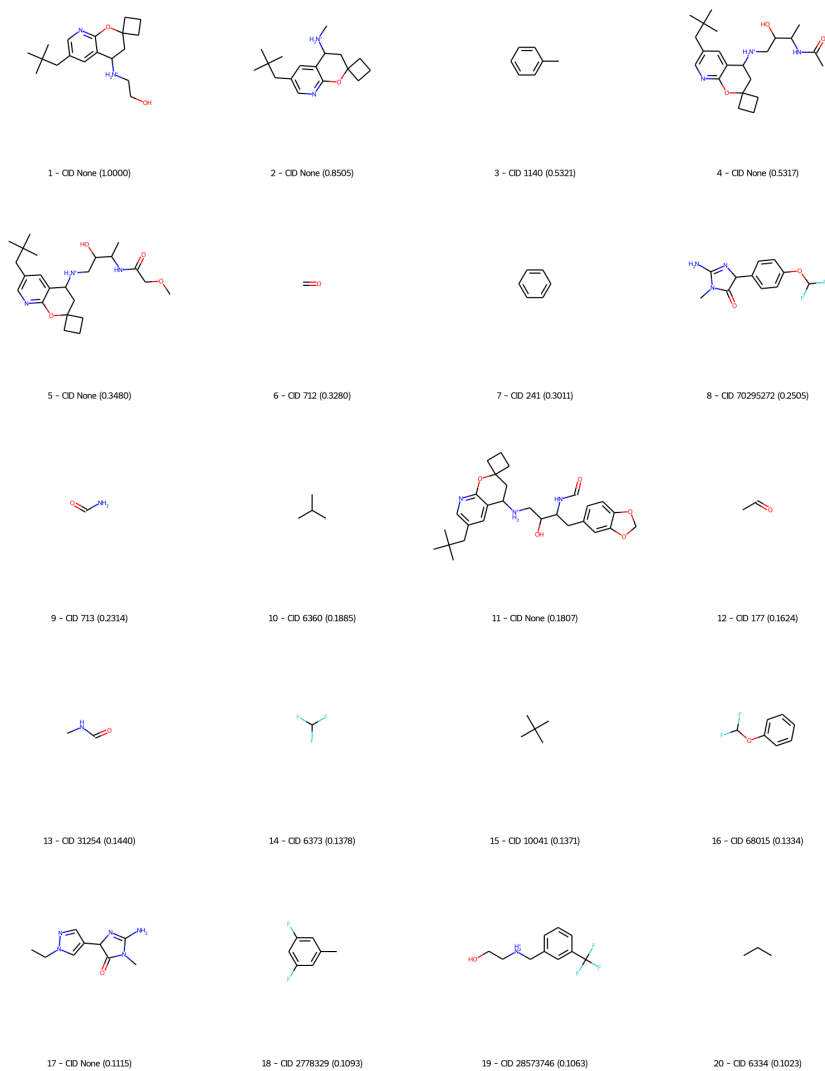 1 - CID None (1.0000)
2 - CID None (0.8505)
3 - CID 1140 (0.5321)
4 - CID None (0.5317)
5 - CID None (0.3480)
6 - CID 712 (0.3280)
7 - CID 241 (0.3011)
8 - CID 70295272 (0.2505)
9 - CID 713 (0.2314)
10 - CID 6360 (0.1885)
11 - CID None (0.1807)
12 - CID 177 (0.1624)
13 - CID 31254 (0.1440)
14 - CID 6373 (0.1378)
15 - CID 10041 (0.1371)
16 - CID 68015 (0.1334)
17 - CID None (0.1115)
18 - CID 2778329 (0.1093)
19 - CID 28573746 (0.1063)
20 - CID 6334 (0.1023)